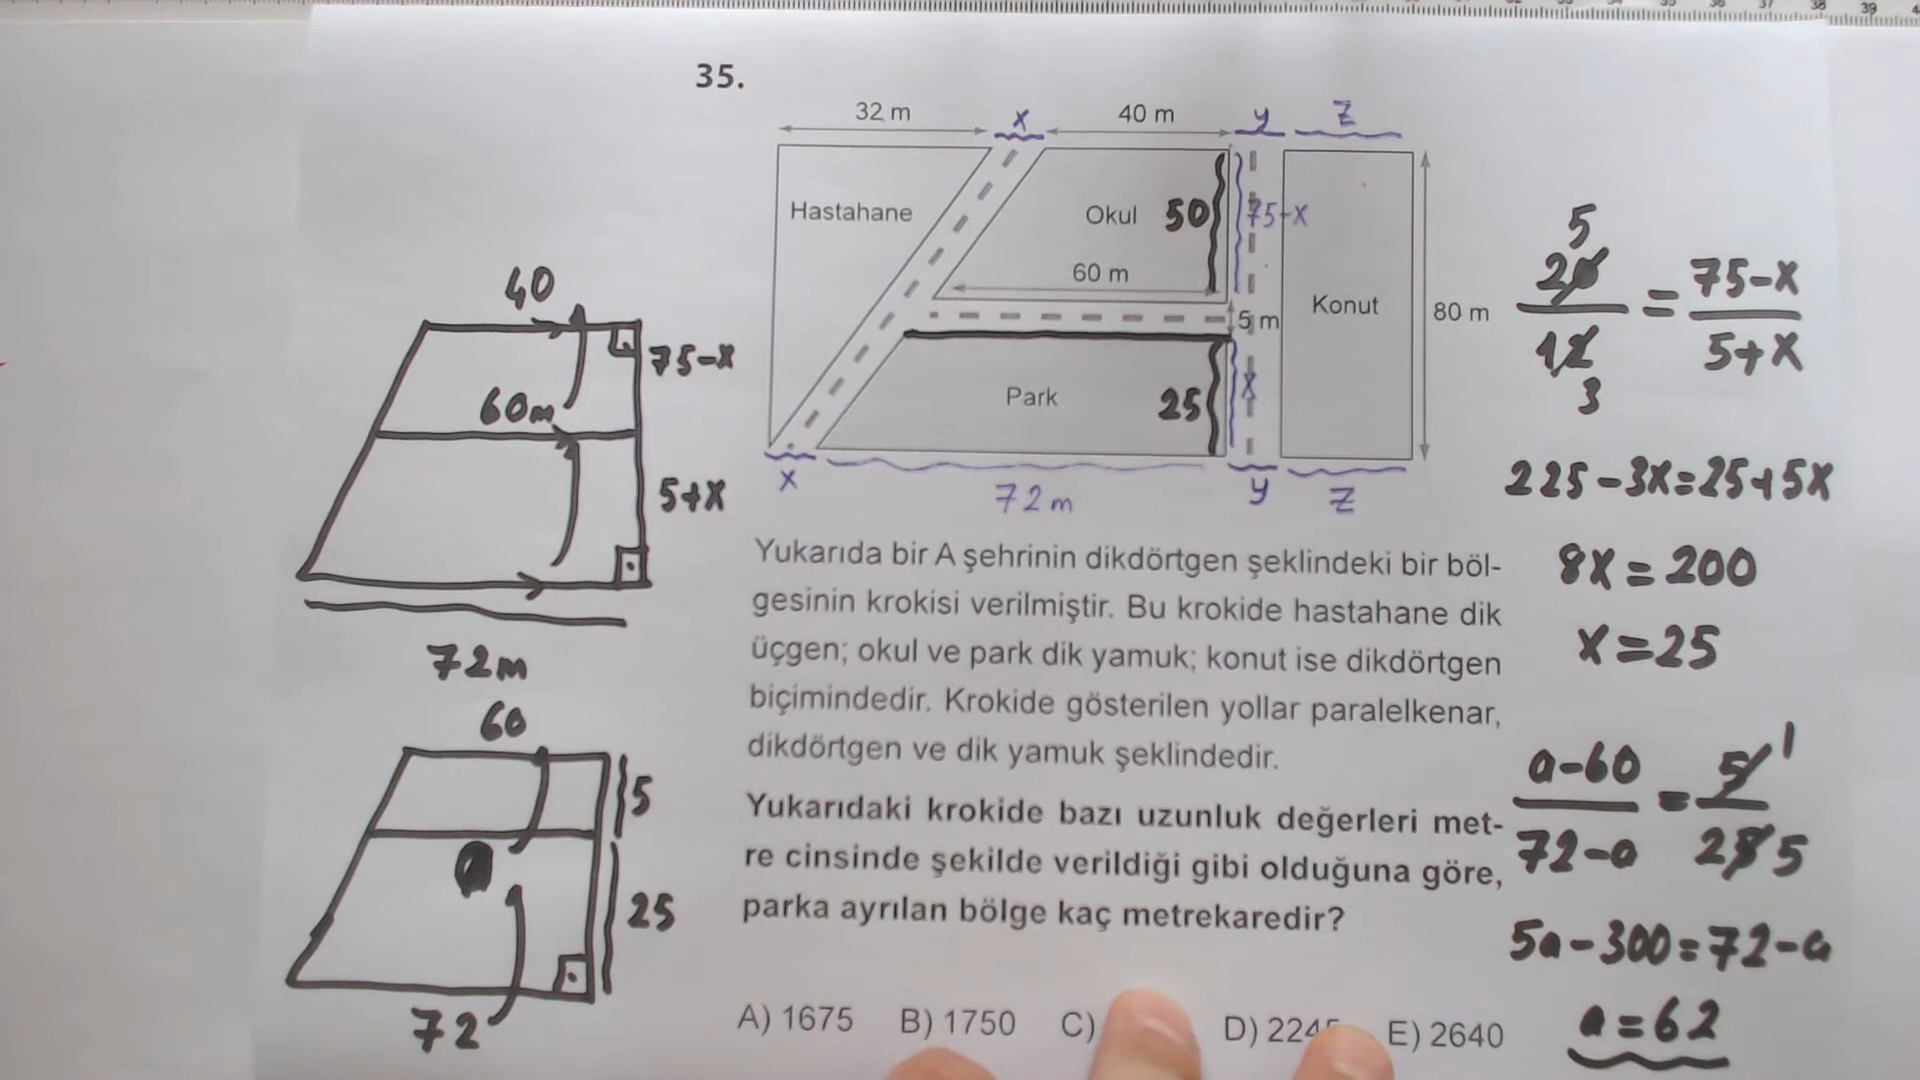 35.
32 m x 40 m y z
Hastahane
Okul 50
75-x
60 m
5 m
Konut
80 m
Park 25
x
x 72 m y z
40
75-x
60m
5+x
72m
60
5
a
25
72
Yukarıda bir A şehrinin dikdörtgen şeklindeki bir böl-
gesinin krokisi verilmiştir. Bu krokide hastahane dik
üçgen; okul ve park dik yamuk; konut ise dikdörtgen
biçimindedir. Krokide gösterilen yollar paralelkenar,
dikdörtgen ve dik yamuk şeklindedir.
Yukarıdaki krokide bazı uzunluk değerleri met-
re cinsinde şekilde verildiği gibi olduğuna göre,
parka ayrılan bölge kaç metrekaredir?
A) 1675 B) 1750 C) D) 224 E) 2640
5
20/12 = 75-x/5+x
3
225-3x=25+5x
8x=200
x=25
a-60/72-a = 5/25 1
5
5a-300=72-a
a=62